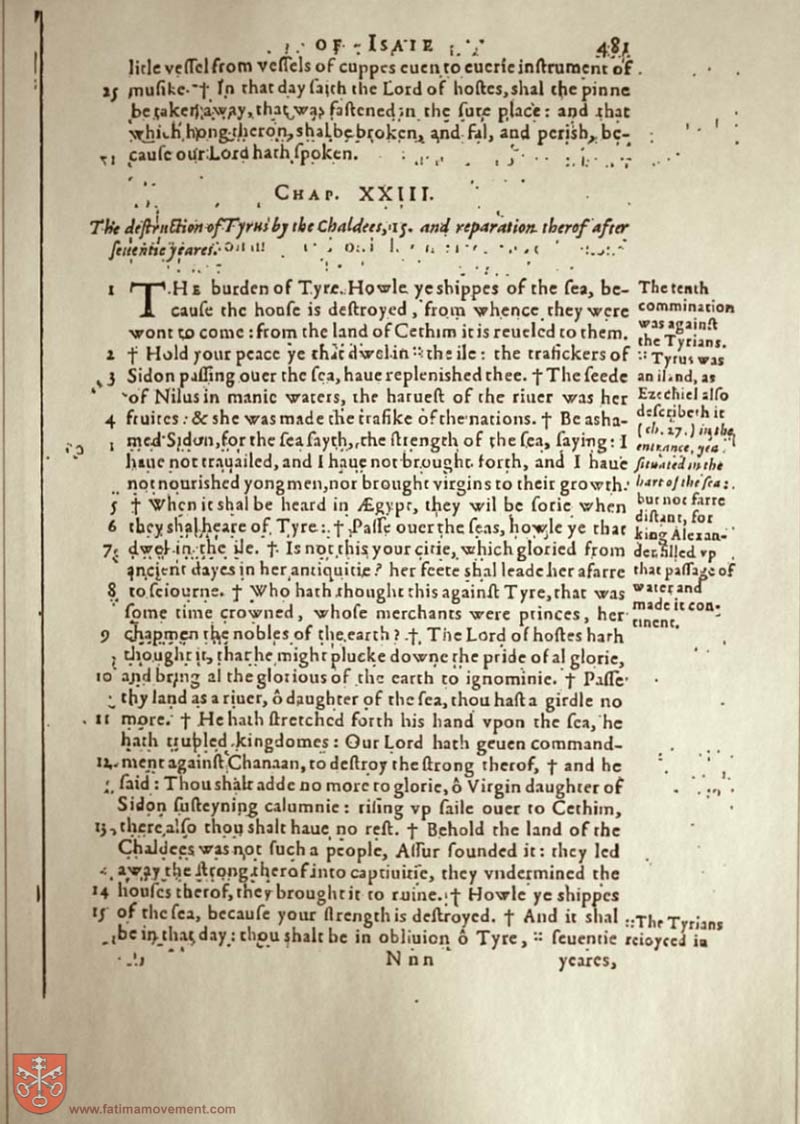 OF ISAIE 481
litle veſſel from veſſels of cuppes euen to euerie inſtrument of
25 muſike. † In that day ſaith the Lord of hoſtes, shal the pinne
be taken away, that was faſtened in the ſure place: and that
which hong theron, shal be broken, and fal, and perish, be-
cauſe our Lord hath ſpoken.
CHAP. XXIII.
The deſtruction of Tyrus by the Chaldees, 15. and reparation therof after
ſeuentie yeares.
1 THE burden of Tyre. Howle ye shippes of the ſea, be-
cauſe the houſe is deſtroyed, from whence they were
wont to come: from the land of Cethim it is reueled to them.
2 † Hold your peace ye that dwel in :: the ile: the trafickers of
3 Sidon paſſing ouer the ſea, haue replenished thee. † The ſeede
of Nilus in manie waters, the harueſt of the riuer was her
4 fruites: & she was made the trafike of the nations. † Be asha-
med Sidon, for the ſea ſayth, the ſtrength of the ſea, ſaying: I
haue not trauailed, and I haue not brought forth, and I haue
not nourished yongmen, nor brought virgins to their growth.
5 † When it shal be heard in Ægypt, they wil be ſorie when
6 they shal heare of Tyre: † Paſſe ouer the ſeas, howle ye that
7 dwel in the ile. † Is not this your citie, which gloried from
ancient dayes in her antiquitie? her feete shal leade her afarre
8 to ſeiourne. † Who hath thought this againſt Tyre, that was
ſome time crowned, whoſe merchants were princes, her
9 chapmen the nobles of the earth? † The Lord of hoſtes hath
thought it, that he might plucke downe the pride of al glorie,
10 and bring al the glorious of the earth to ignominie. † Paſſe
thy land as a riuer, ô daughter of the ſea, thou haſt a girdle no
11 more. † He hath ſtretched forth his hand vpon the ſea, he
hath trubled kingdomes: Our Lord hath geuen command-
12 ment againſt Chanaan, to deſtroy the ſtrong therof, † and he
ſaid: Thou shalt adde no more to glorie, ô Virgin daughter of
Sidon ſuſteyning calumnie: riſing vp ſaile ouer to Cethim,
13 there alſo thou shalt haue no reſt. † Behold the land of the
Chaldees was not ſuch a people, Aſſur founded it: they led
away the ſtrong therof into captiuitie, they vndermined the
14 houſes therof, they brought it to ruine. † Howle ye shippes
15 of the ſea, becauſe your ſtrength is deſtroyed. † And it shal
be in that day: thou shalt be in obliuion ô Tyre, :: ſeuentie
Nnn yeares,
The tenth
commination
was againſt
the Tyrians.
:: Tyrus was
an iland, as
Ezechiel alſo
deſcribeth it
(ch. 27.) in the
entrance, yea
ſituated in the
hart of the ſea:
but not farre
diſtant, for
king Alexan-
der filled vp
that paſſage of
water and
made it con-
tinent.
:: The Tyrians
reioyced in
www.fatimamovement.com